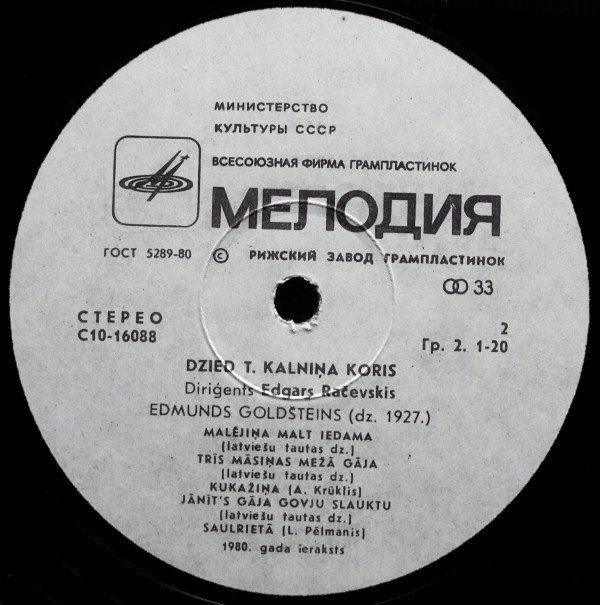 МИНИСТЕРСТВО
КУЛЬТУРЫ СССР
ВСЕСОЮЗНАЯ ФИРМА ГРАМПЛАСТИНОК
МЕЛОДИЯ
ГОСТ 5289-80 © РИЖСКИЙ ЗАВОД ГРАМПЛАСТИНОК
33
СТЕРЕО
С10-16088
2
Гр. 2. 1-20
DZIED T. KALNIŅA KORIS
Diriģents Edgars Račevskis
EDMUNDS GOLDŠTEINS (dz. 1927.)
MALĒJIŅA MALT IEDAMA
(latviešu tautas dz.)
TRĪS MĀSIŅAS MEŽĀ GĀJA
(latviešu tautas dz.)
KUKAŽIŅA (A. Krūklis)
JĀNĪT'S GĀJA GOVJU SLAUKTU
(latviešu tautas dz.)
SAULRIETĀ (L. Pēlmanis)
1980. gada ieraksts